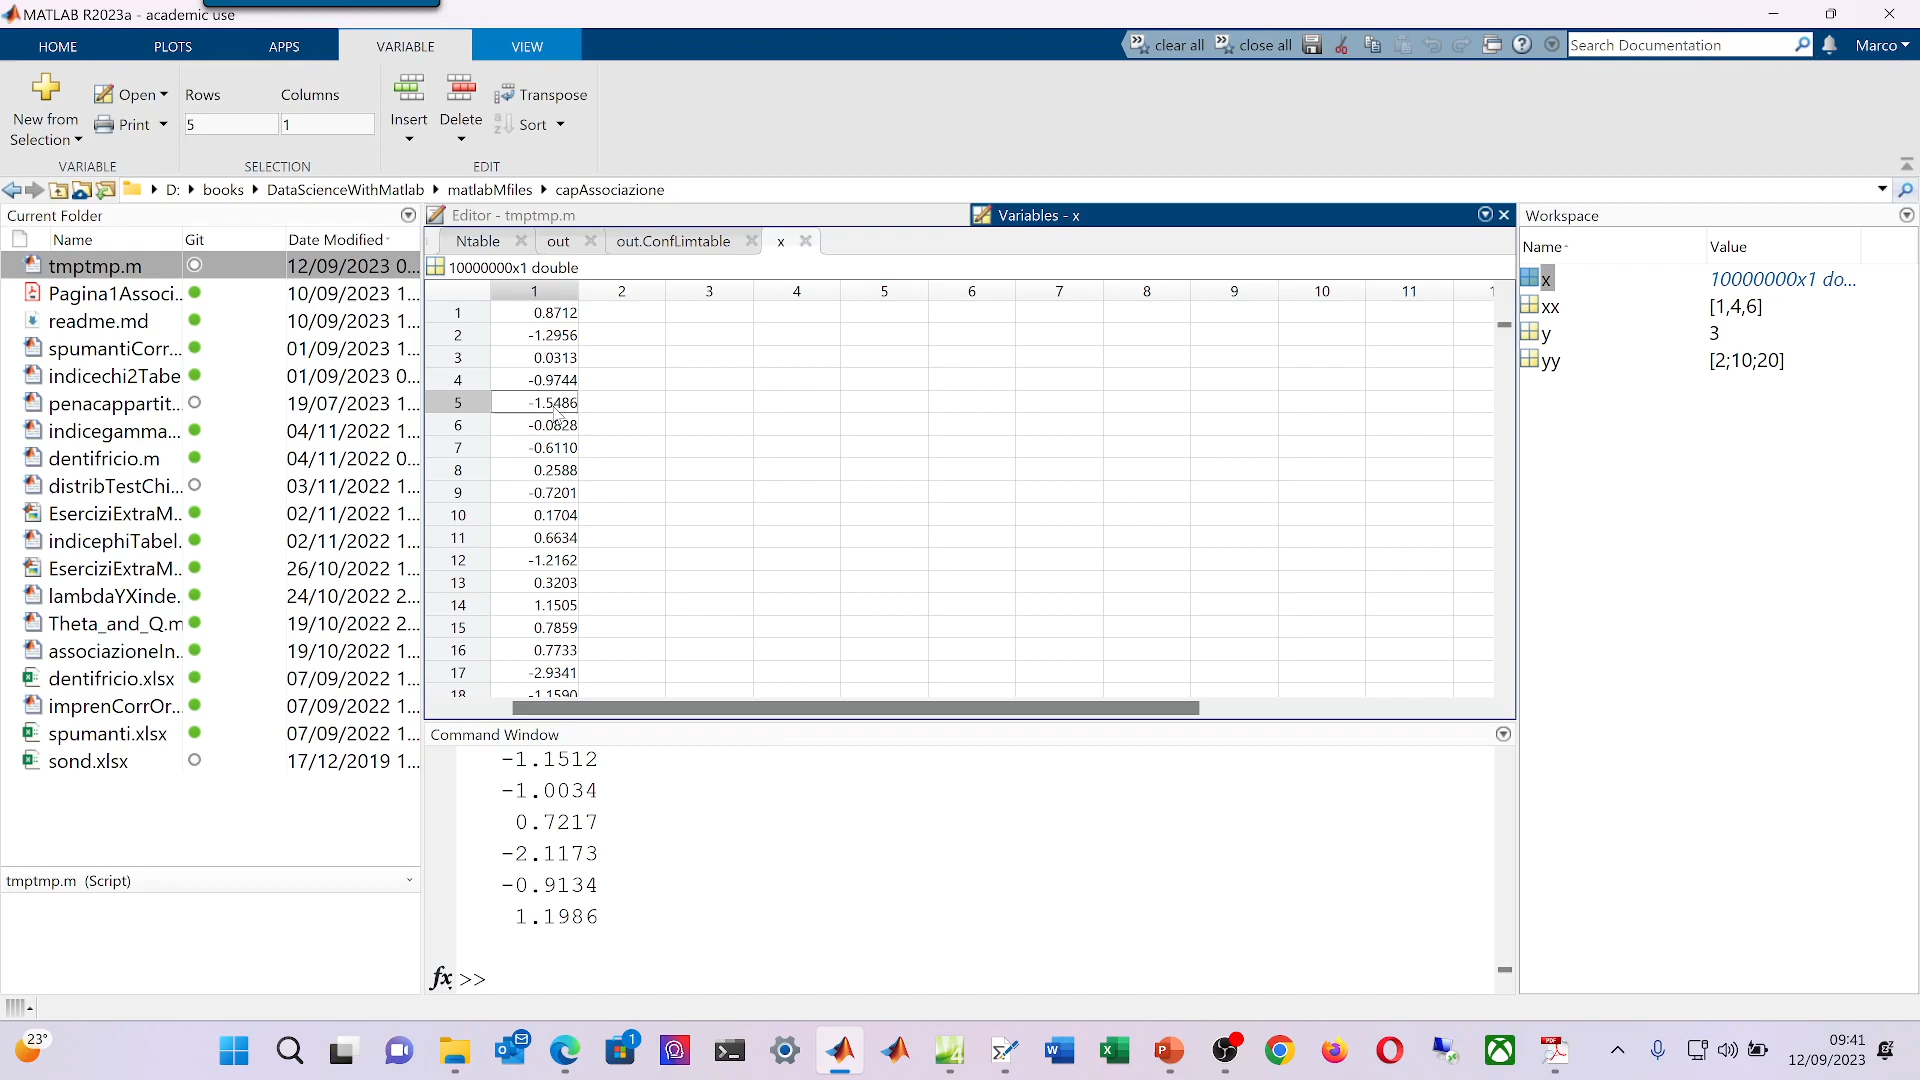 MATLAB R2023a - academic use
HOME PLOTS APPS VARIABLE VIEW
clear all close all
Search Documentation
Marco
New from
Selection
Open
Print
VARIABLE
Rows Columns
5 1
SELECTION
Insert
Delete
Transpose
Sort
EDIT
D: books DataScienceWithMatlab matlabMfiles capAssociazione
Current Folder
Name Git Date Modified
tmptmp.m 12/09/2023 0...
Pagina1Associ... 10/09/2023 1...
readme.md 10/09/2023 1...
spumantiCorr... 01/09/2023 1...
indicechi2Tabe 01/09/2023 0...
penacappartit... 19/07/2023 1...
indicegamma... 04/11/2022 1...
dentifricio.m 04/11/2022 0...
distribTestChi... 03/11/2022 1...
EserciziExtraM.. 02/11/2022 1...
indicephiTabel. 02/11/2022 1...
EserciziExtraM.. 26/10/2022 1...
lambdaYXinde. 24/10/2022 2...
Theta_and_Q.m 19/10/2022 2...
associazioneIn.. 19/10/2022 1...
dentifricio.xlsx 07/09/2022 1...
imprenCorrOr... 07/09/2022 1...
spumanti.xlsx 07/09/2022 1...
sond.xlsx 17/12/2019 1...
tmptmp.m (Script)
Editor - tmptmp.m
Variables - x
Ntable out out.ConfLimtable x
10000000x1 double
1 2 3 4 5 6 7 8 9 10 11 1
1 0.8712
2 -1.2956
3 0.0313
4 -0.9744
5 -1.5486
6 -0.0828
7 -0.6110
8 0.2588
9 -0.7201
10 0.1704
11 0.6634
12 -1.2162
13 0.3203
14 1.1505
15 0.7859
16 0.7733
17 -2.9341
18 -1.1590
Command Window
-1.1512
-1.0034
0.7217
-2.1173
-0.9134
1.1986
fx >>
Workspace
Name Value
x 10000000x1 do...
xx [1,4,6]
y 3
yy [2;10;20]
23°
1
09:41
12/09/2023